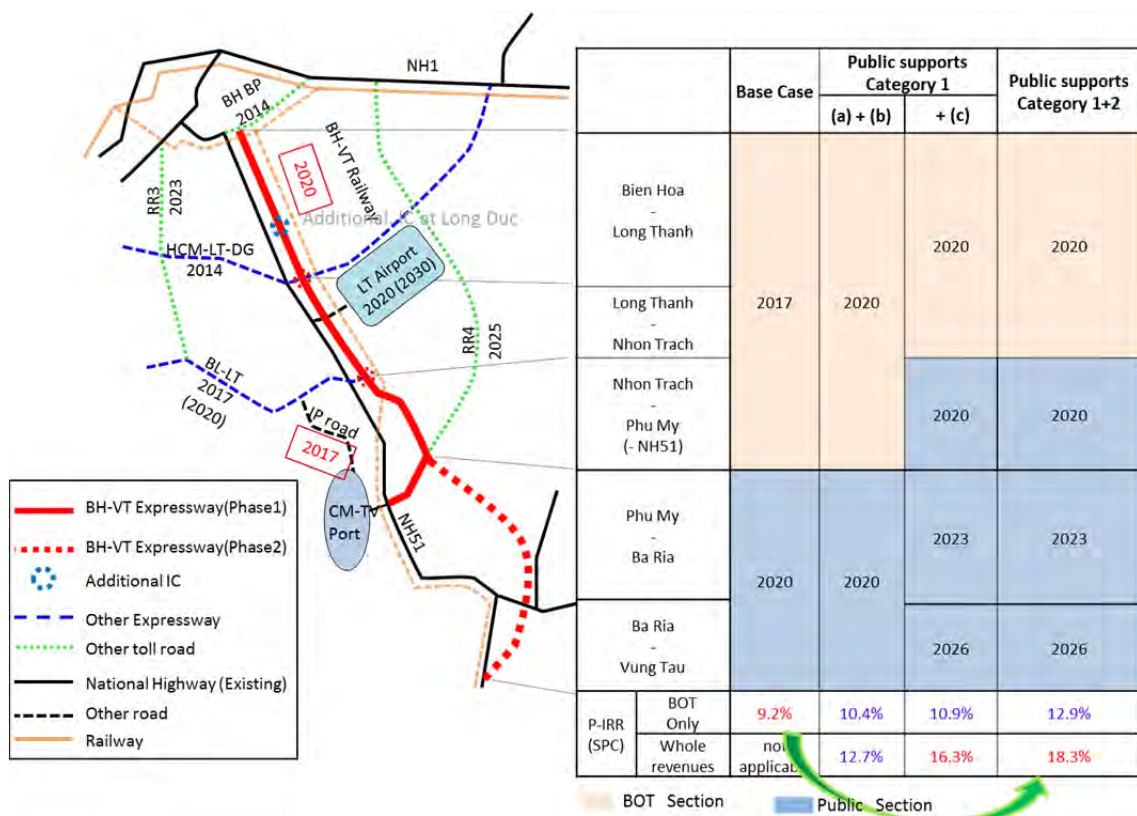 NH1
BH BP
2014
BH-VT Railway
2020
RR3
2023
Additional IC at Long Duc
HCM-LT-DG
2014
LT Airport
2020 (2030)
RR4
2025
BL-LT
2017
(2020)
IP road
2017
CM-TV
Port
NH51
BH-VT Expressway(Phase1)
BH-VT Expressway(Phase2)
Additional IC
Other Expressway
Other toll road
National Highway (Existing)
Other road
Railway
Base Case
Public supports
Category 1
Public supports
Category 1+2
(a) + (b)
+ (c)
Bien Hoa
-
Long Thanh
2020
2020
2017
2020
Long Thanh
-
Nhon Trach
Nhon Trach
-
Phu My
(- NH51)
2020
2020
Phu My
-
Ba Ria
2023
2023
2020
2020
Ba Ria
-
Vung Tau
2026
2026
P-IRR
(SPC)
BOT
Only
9.2%
10.4%
10.9%
12.9%
Whole
revenues
not
applicabl
12.7%
16.3%
18.3%
BOT Section
Public Section